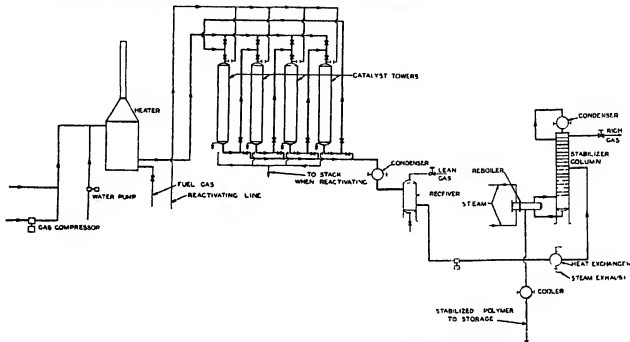 CATALYST TOWERS
HEATER
CONDENSER
RICH
GAS
STABILIZER
COLUMN
CONDENSER
LEAN
GAS
REBOILER
TO STACK
WHEN REACTIVATING
RECEIVER
STEAM
FUEL GAS
REACTIVATING LINE
WATER PUMP
GAS COMPRESSOR
HEAT EXCHANGER
STEAM EXHAUST
COOLER
STABILIZED POLYMER
TO STORAGE